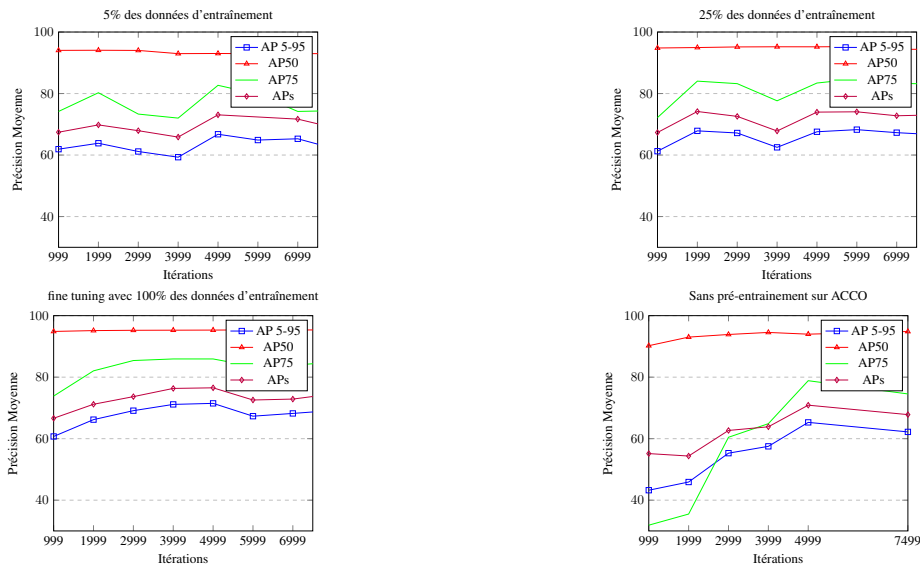 5% des données d'entraînement
100
80
60
40
Précision Moyenne
AP 5-95
AP50
AP75
APs
999 1999 2999 3999 4999 5999 6999
Itérations
25% des données d'entraînement
100
80
60
40
Précision Moyenne
AP 5-95
AP50
AP75
APs
999 1999 2999 3999 4999 5999 6999
Itérations
fine tuning avec 100% des données d'entraînement
100
80
60
40
Précision Moyenne
AP 5-95
AP50
AP75
APs
999 1999 2999 3999 4999 5999 6999
Itérations
Sans pré-entrainement sur ACCO
100
80
60
40
Précision Moyenne
AP 5-95
AP50
AP75
APs
999 1999 2999 3999 4999 7499
Itérations